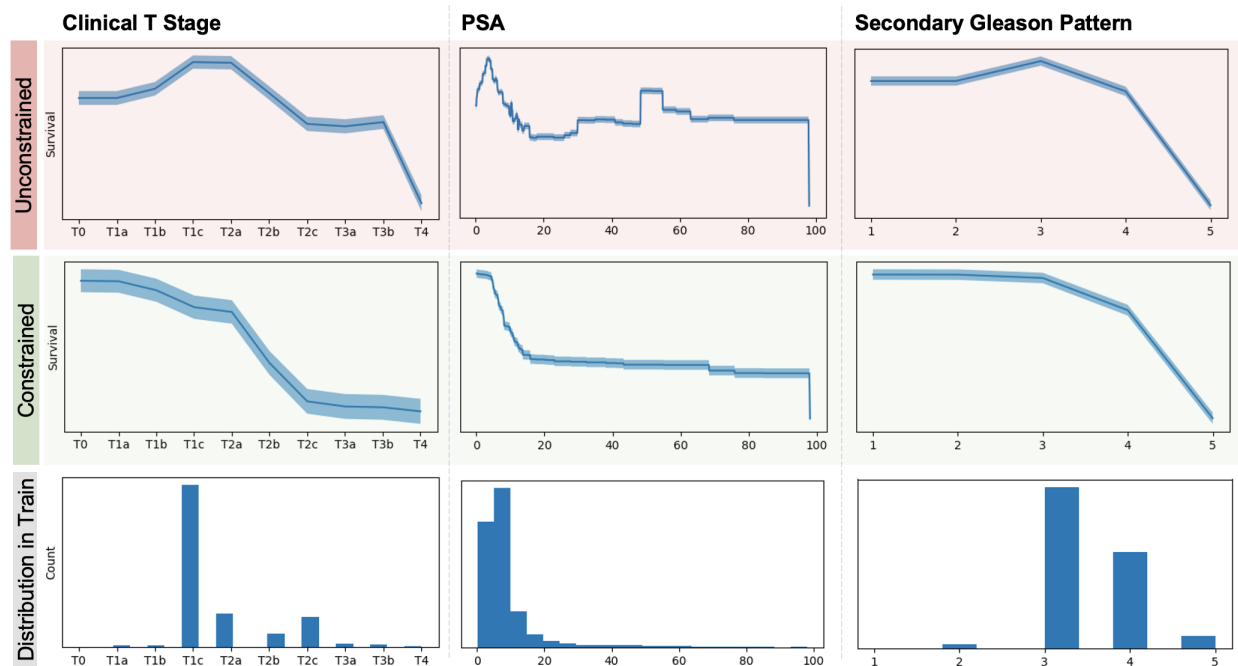 Clinical T Stage
PSA
Secondary Gleason Pattern
Unconstrained
Survival
T0 T1a T1b T1c T2a T2b T2c T3a T3b T4
0 20 40 60 80 100
1 2 3 4 5
Constrained
Survival
T0 T1a T1b T1c T2a T2b T2c T3a T3b T4
0 20 40 60 80 100
1 2 3 4 5
Distribution in Train
Count
T0 T1a T1b T1c T2a T2b T2c T3a T3b T4
0 20 40 60 80 100
1 2 3 4 5